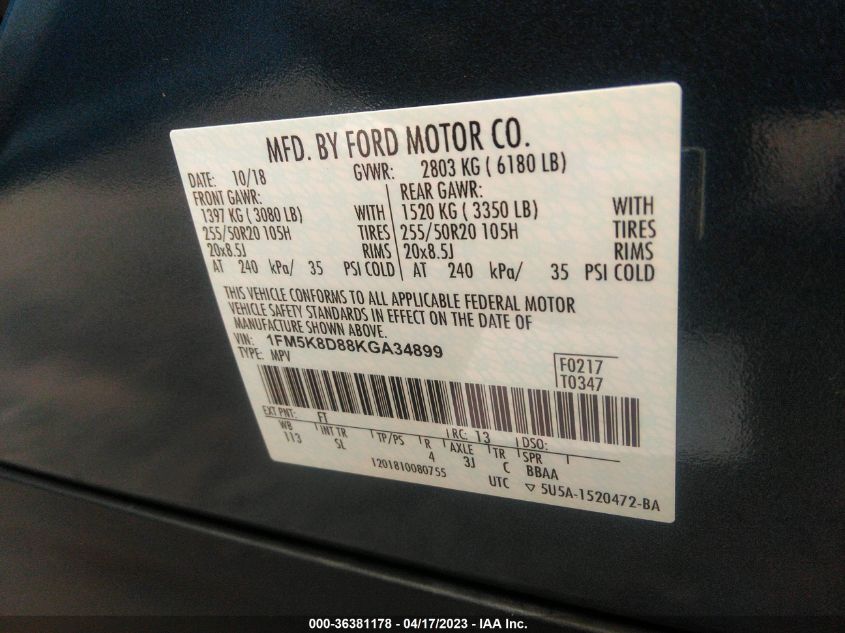 MFD. BY FORD MOTOR CO.
DATE: 10/18 GVWR: 2803 KG ( 6180 LB)
FRONT GAWR: REAR GAWR:
1397 KG ( 3080 LB) WITH 1520 KG ( 3350 LB) WITH
255/50R20 105H TIRES 255/50R20 105H TIRES
20x8.5J RIMS 20x8.5J RIMS
AT 240 kPa/ 35 PSI COLD AT 240 kPa/ 35 PSI COLD
THIS VEHICLE CONFORMS TO ALL APPLICABLE FEDERAL MOTOR
VEHICLE SAFETY STANDARDS IN EFFECT ON THE DATE OF
MANUFACTURE SHOWN ABOVE.
VIN: 1FM5K8D88KGA34899
TYPE: MPV
F0217
T0347
EXT PNT: FT RC: 13 DSO:
WB INT TR TP/PS R AXLE TR SPR
113 SL 4 3J C BBAA
1201810080755
UTC ▽ 5U5A-1520472-BA
000-36381178 - 04/17/2023 - IAA Inc.